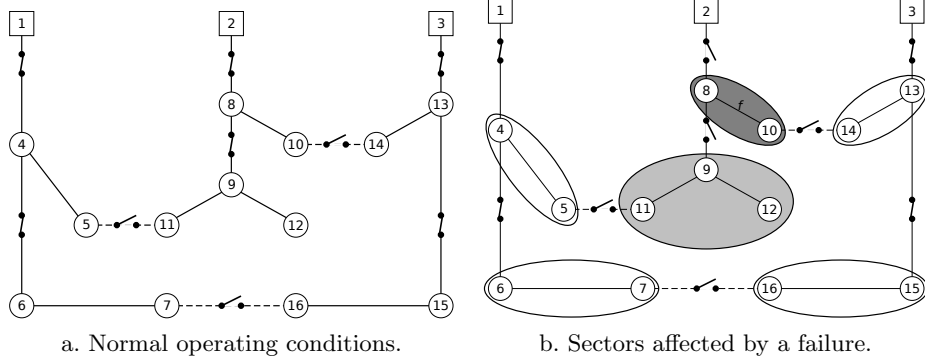 1 2 3
8 13
4 10 14
9
5 11 12
6 7 16 15
a. Normal operating conditions.
1 2 3
8 f 13
4 10 14
9
5 11 12
6 7 16 15
b. Sectors affected by a failure.